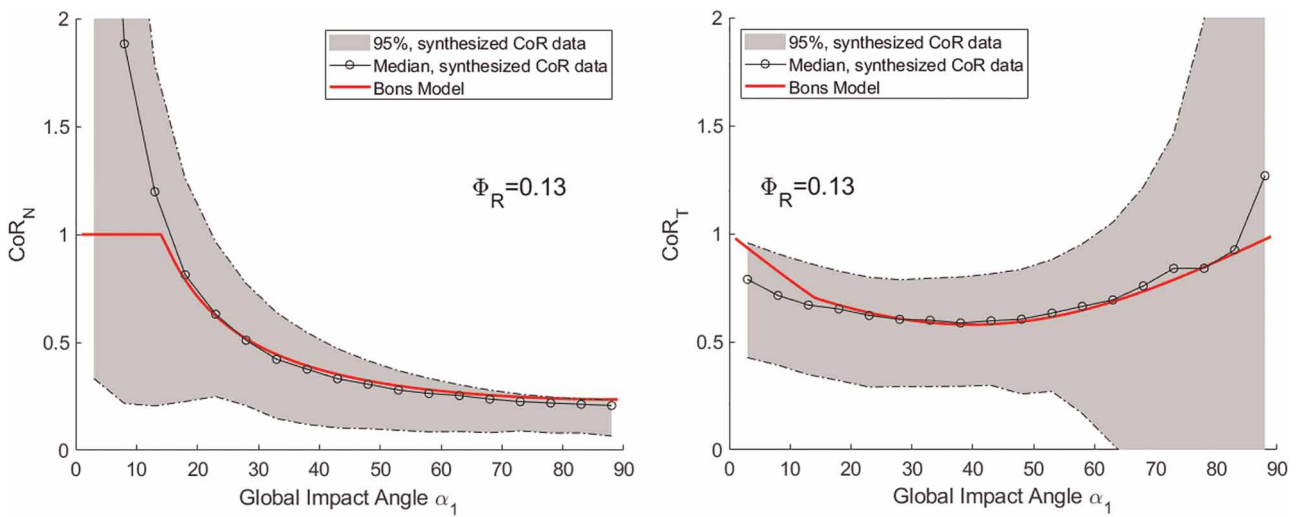 2
1.5
1
0.5
0
CoR_N
0 10 20 30 40 50 60 70 80 90
Global Impact Angle α_1
95%, synthesized CoR data
Median, synthesized CoR data
Bons Model
Φ_R=0.13
2
1.5
1
0.5
0
CoR_T
0 10 20 30 40 50 60 70 80 90
Global Impact Angle α_1
95%, synthesized CoR data
Median, synthesized CoR data
Bons Model
Φ_R=0.13